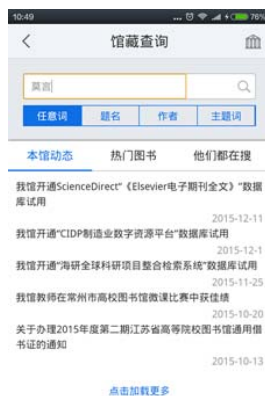 10:49 ... 76%
馆藏查询
莫言
任意词 题名 作者 主题词
本馆动态 热门图书 他们都在搜
我馆开通ScienceDirect“《Elsevier电子期刊全文》”数据
库试用
2015-12-11
我馆开通“CIDP制造业数字资源平台”数据库试用
2015-12-1
我馆开通“海研全球科研项目整合检索系统”数据库试用
2015-11-25
我馆教师在常州市高校图书馆微课比赛中获佳绩
2015-10-20
关于办理2015年度第二期江苏省高等院校图书馆通用借
书证的通知
2015-10-13
点击加载更多